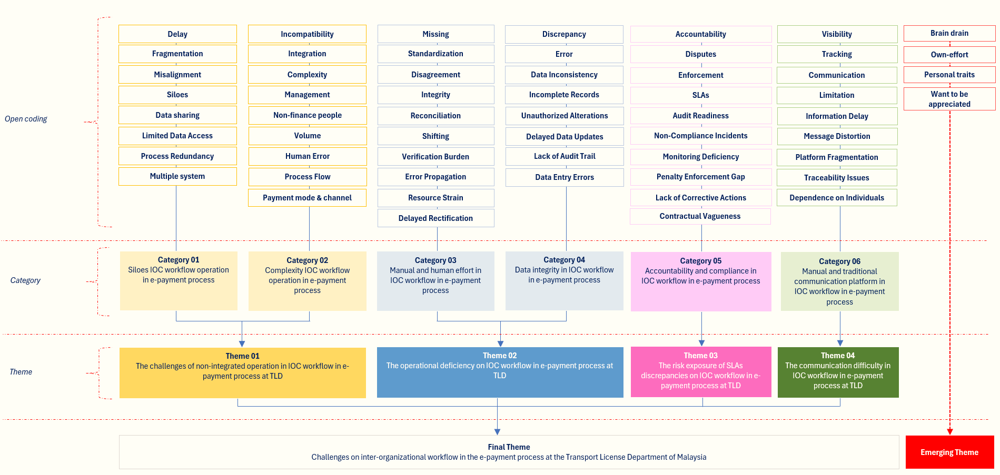 Open coding
Delay
Fragmentation
Misalignment
Siloes
Data sharing
Limited Data Access
Process Redundancy
Multiple system
Incompatibility
Integration
Complexity
Management
Non-finance people
Volume
Human Error
Process Flow
Payment mode & channel
Missing
Standardization
Disagreement
Integrity
Reconciliation
Shifting
Verification Burden
Error Propagation
Resource Strain
Delayed Rectification
Discrepancy
Error
Data Inconsistency
Incomplete Records
Unauthorized Alterations
Delayed Data Updates
Lack of Audit Trail
Data Entry Errors
Accountability
Disputes
Enforcement
SLAs
Audit Readiness
Non-Compliance Incidents
Monitoring Deficiency
Penalty Enforcement Gap
Lack of Corrective Actions
Contractual Vagueness
Visibility
Tracking
Communication
Limitation
Information Delay
Message Distortion
Platform Fragmentation
Traceability Issues
Dependence on Individuals
Brain drain
Own-effort
Personal traits
Want to be
appreciated
Category
Category 01
Siloes IOC workflow operation
in e-payment process
Category 02
Complexity IOC workflow
operation in e-payment
process
Category 03
Manual and human effort in
IOC workflow in e-payment
process
Category 04
Data integrity in IOC workflow
in e-payment process
Category 05
Accountability and compliance in
IOC workflow in e-payment process
Category 06
Manual and traditional
communication platform in
IOC workflow in e-payment
process
Theme
Theme 01
The challenges of non-integrated operation in IOC workflow in e-
payment process at TLD
Theme 02
The operational deficiency on IOC workflow in e-payment process at
TLD
Theme 03
The risk exposure of SLAs
discrepancies on IOC workflow in e-
payment process at TLD
Theme 04
The communication difficulty in
IOC workflow in e-payment
process at TLD
Final Theme
Challenges on inter-organizational workflow in the e-payment process at the Transport License Department of Malaysia
Emerging Theme